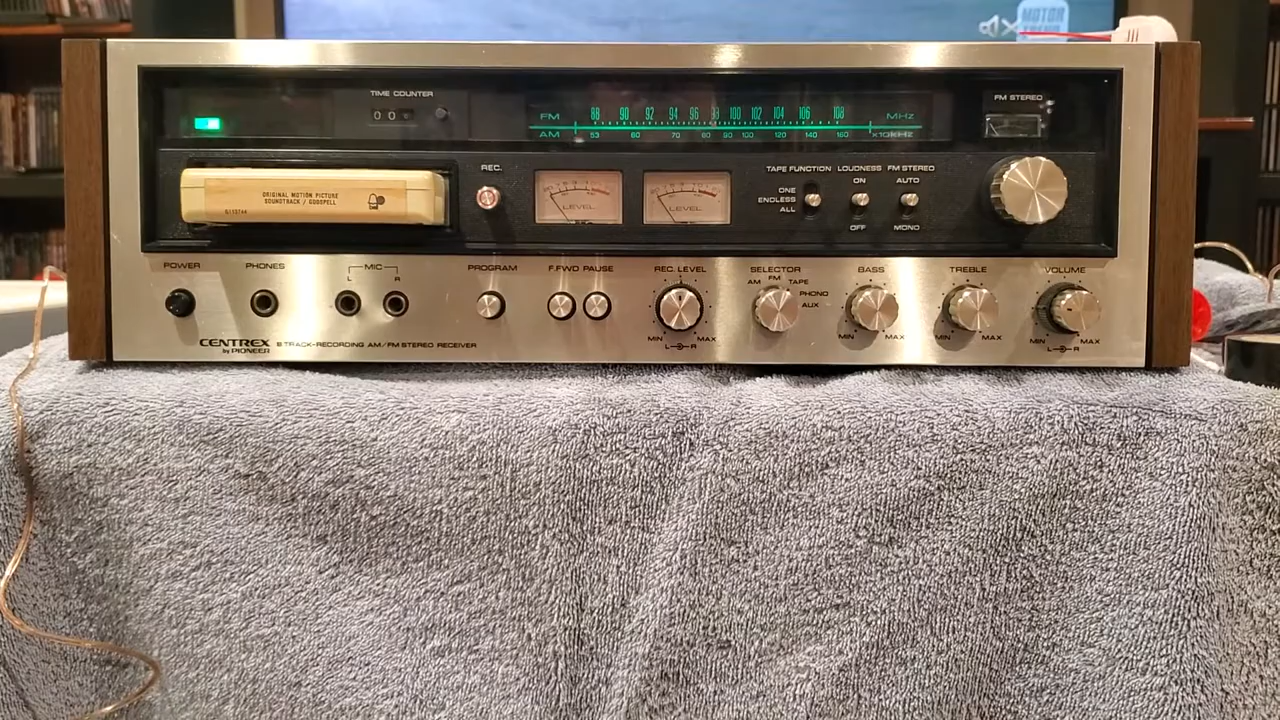 MOTOR
TREND
TIME COUNTER
00
FM 88 90 92 94 96 98 100 102 104 106 108 MHz
AM 53 60 70 80 90 100 120 140 160 x10KHz
FM STEREO
ORIGINAL MOTION PICTURE
SOUNDTRACK / GODSPELL
REC.
LEVEL
LEVEL
TAPE FUNCTION
ONE
ENDLESS
ALL
LOUDNESS
ON
OFF
FM STEREO
AUTO
MONO
POWER
PHONES
MIC
L R
PROGRAM
F.FWD PAUSE
REC. LEVEL
MIN MAX
L R
SELECTOR
AM FM TAPE
PHONO
AUX
BASS
MIN MAX
TREBLE
MIN MAX
VOLUME
MIN MAX
L R
CENTREX
by PIONEER
8 TRACK-RECORDING AM/FM STEREO RECEIVER